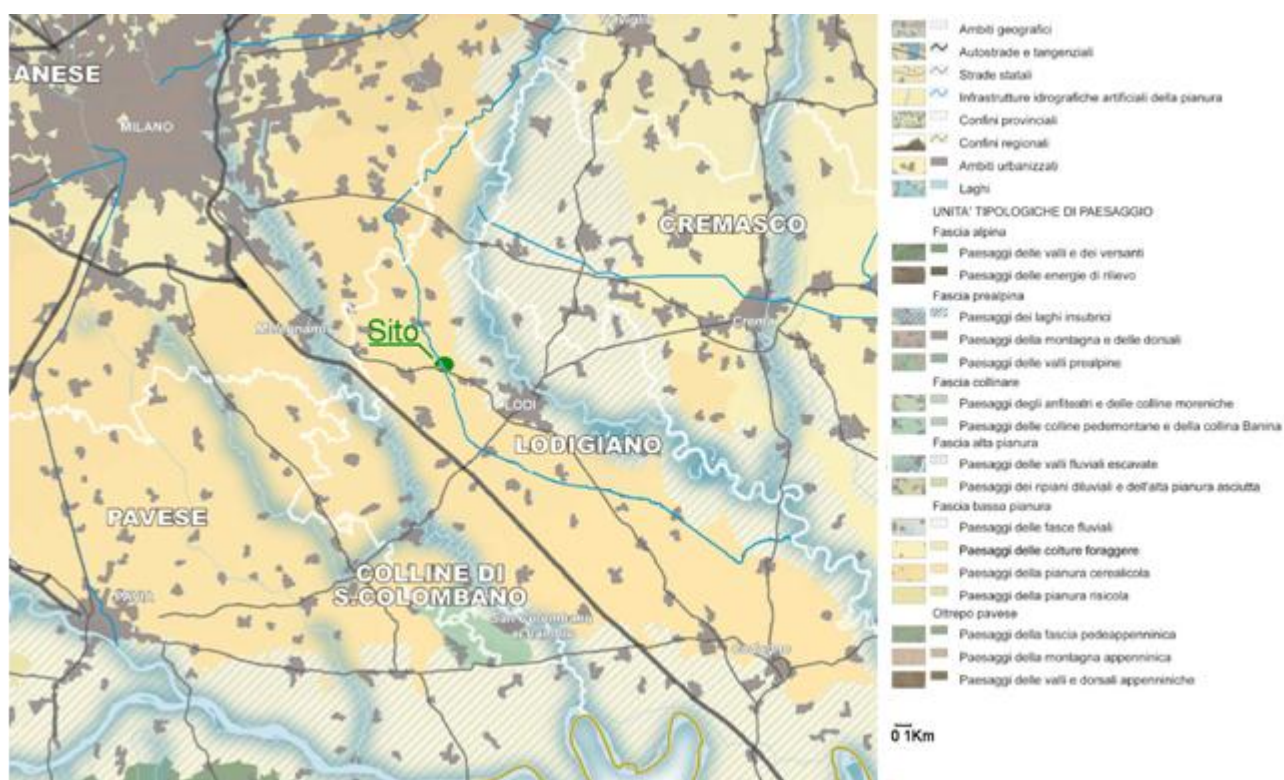 LANESE
MILANO
CREMASCO
Crema
Sito
LODI
LODIGIANO
PAVESE
COLLINE DI
S.COLOMBANO
PAVIA
Ambiti geografici
Autostrade e tangenziali
Strade statali
Infrastrutture idrografiche artificiali della pianura
Confini provinciali
Confini regionali
Ambiti urbanizzati
Laghi
UNITA' TIPOLOGICHE DI PAESAGGIO
Fascia alpina
Paesaggi delle valli e dei versanti
Paesaggi delle energie di rilievo
Fascia prealpina
Paesaggi dei laghi insubrici
Paesaggi della montagna e delle dorsali
Paesaggi delle valli prealpine
Fascia collinare
Paesaggi degli anfiteatri e delle colline moreniche
Paesaggi delle colline pedemontane e della collina Banina
Fascia alta pianura
Paesaggi delle valli fluviali escavate
Paesaggi dei ripiani diluviali e dell'alta pianura asciutta
Fascia bassa pianura
Paesaggi delle fasce fluviali
Paesaggi delle colture foraggere
Paesaggi della pianura cerealicola
Paesaggi della pianura risicola
Oltrepo pavese
Paesaggi della fascia pedeappenninica
Paesaggi della montagna appenninica
Paesaggi delle valli e dorsali appenniniche
0 1Km